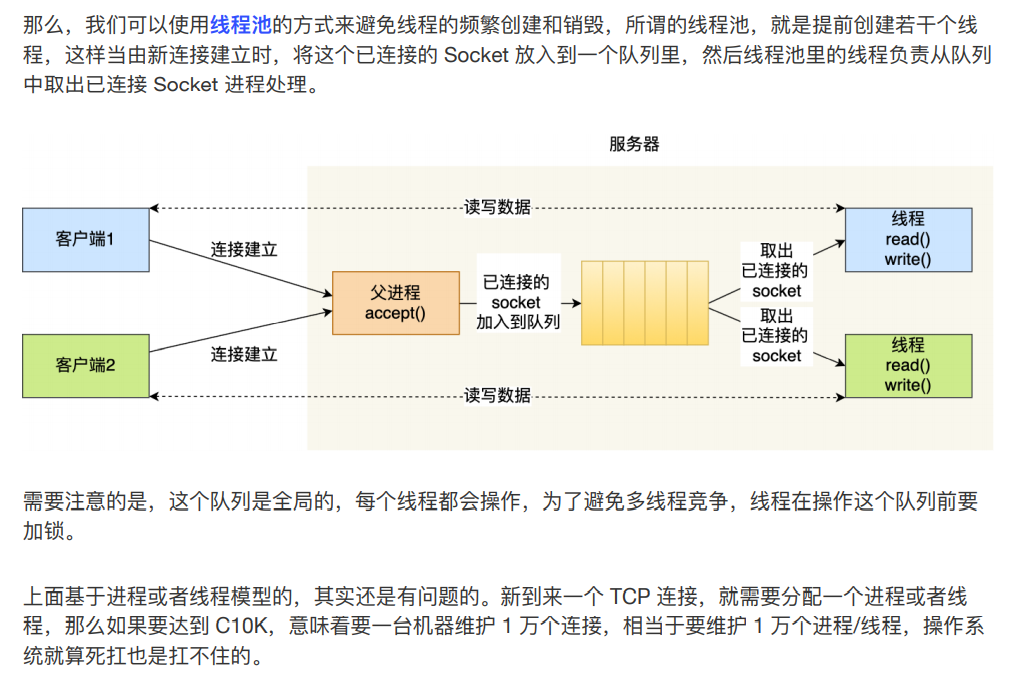 那么，我们可以使用线程池的方式来避免线程的频繁创建和销毁，所谓的线程池，就是提前创建若干个线
程，这样当由新连接建立时，将这个已连接的 Socket 放入到一个队列里，然后线程池里的线程负责从队列
中取出已连接 Socket 进程处理。
服务器
读写数据
客户端1
连接建立
线程
read()
write()
父进程
accept()
已连接的
socket
加入到队列
取出
已连接的
socket
取出
已连接的
socket
客户端2
连接建立
线程
read()
write()
读写数据
需要注意的是，这个队列是全局的，每个线程都会操作，为了避免多线程竞争，线程在操作这个队列前要
加锁。
上面基于进程或者线程模型的，其实还是有问题的。新到来一个 TCP 连接，就需要分配一个进程或者线
程，那么如果要达到 C10K，意味着要一台机器维护 1 万个连接，相当于要维护 1 万个进程/线程，操作系
统就算死扛也是扛不住的。